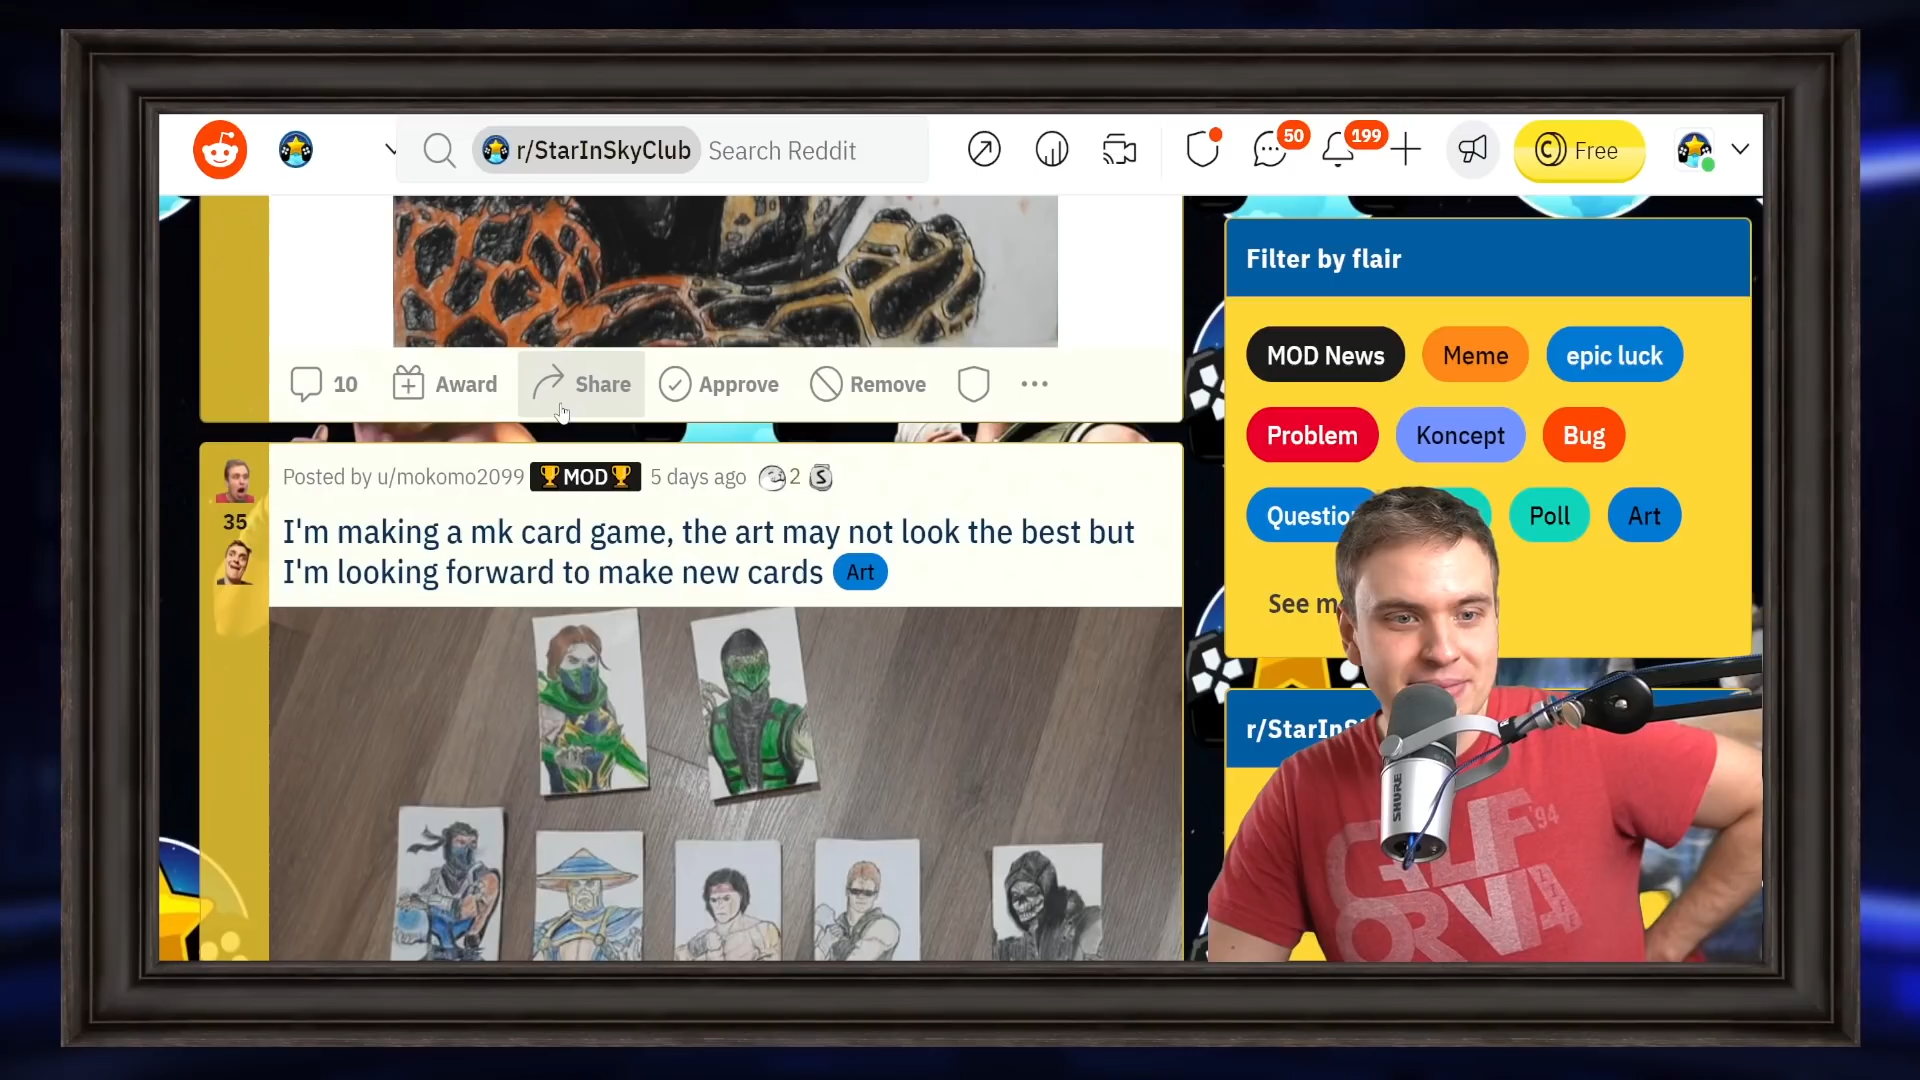 r/StarInSkyClub Search Reddit
50
199
Free
10 Award Share Approve Remove
Filter by flair
MOD News Meme epic luck
Problem Koncept Bug
Poll Art
Posted by u/mokomo2099 MOD 5 days ago 2 S
35
I'm making a mk card game, the art may not look the best but
I'm looking forward to make new cards Art
See
SHURE
'94